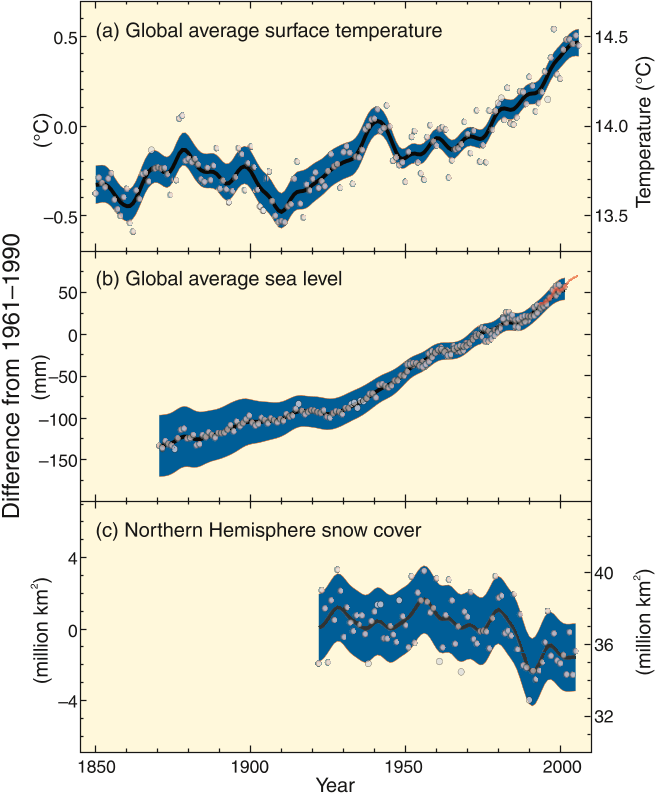 (a) Global average surface temperature
0.5
0.0
−0.5
(°C)
14.5
14.0
13.5
Temperature (°C)
Difference from 1961–1990
(b) Global average sea level
50
0
−50
−100
−150
(mm)
(c) Northern Hemisphere snow cover
4
0
−4
(million km²)
40
36
32
(million km²)
1850
1900
1950
2000
Year